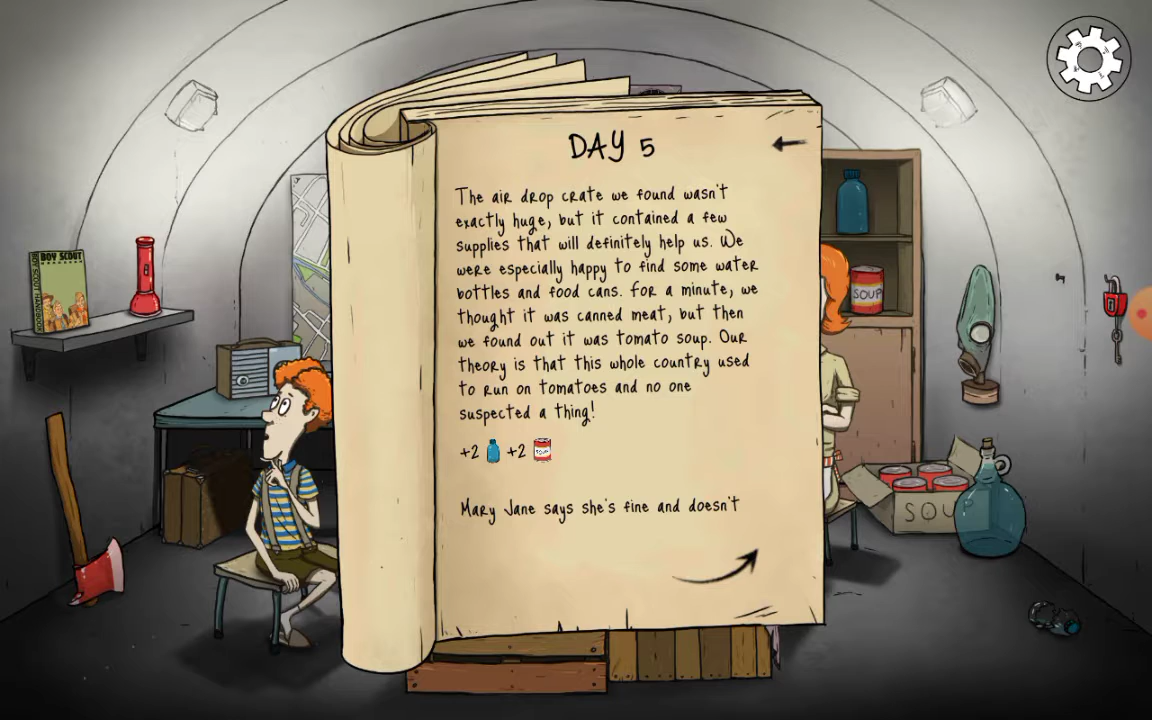 DAY 5
The air drop crate we found wasn't
exactly huge, but it contained a few
supplies that will definitely help us. We
were especially happy to find some water
bottles and food cans. For a minute, we
thought it was canned meat, but then
we found out it was tomato soup. Our
theory is that this whole country used
to run on tomatoes and no one
suspected a thing!
+2 +2
Mary Jane says she's fine and doesn't
BOY SCOUT
BOY SCOUT HANDBOOK
SOUP
SOU